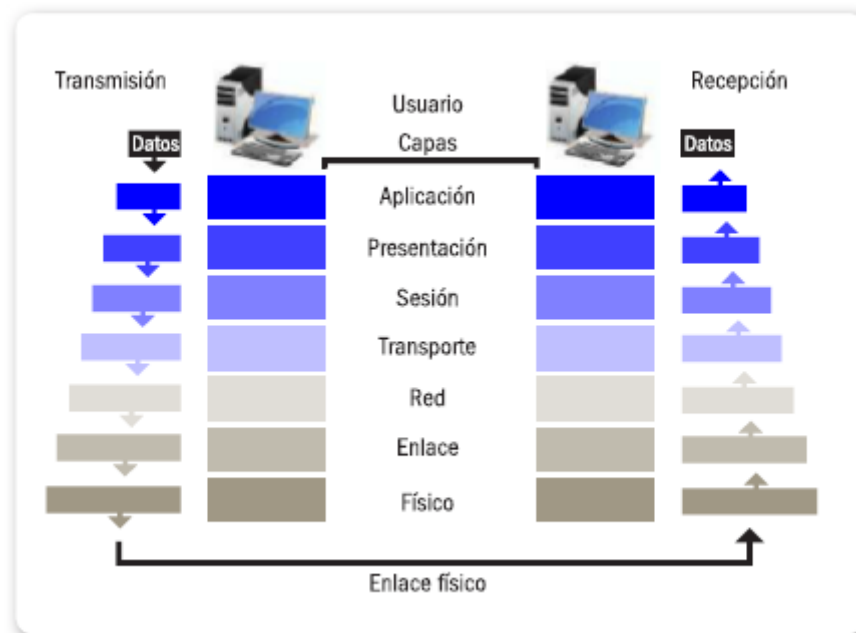 Transmisión
Recepción
Usuario
Capas
Datos
Datos
Aplicación
Presentación
Sesión
Transporte
Red
Enlace
Físico
Enlace físico